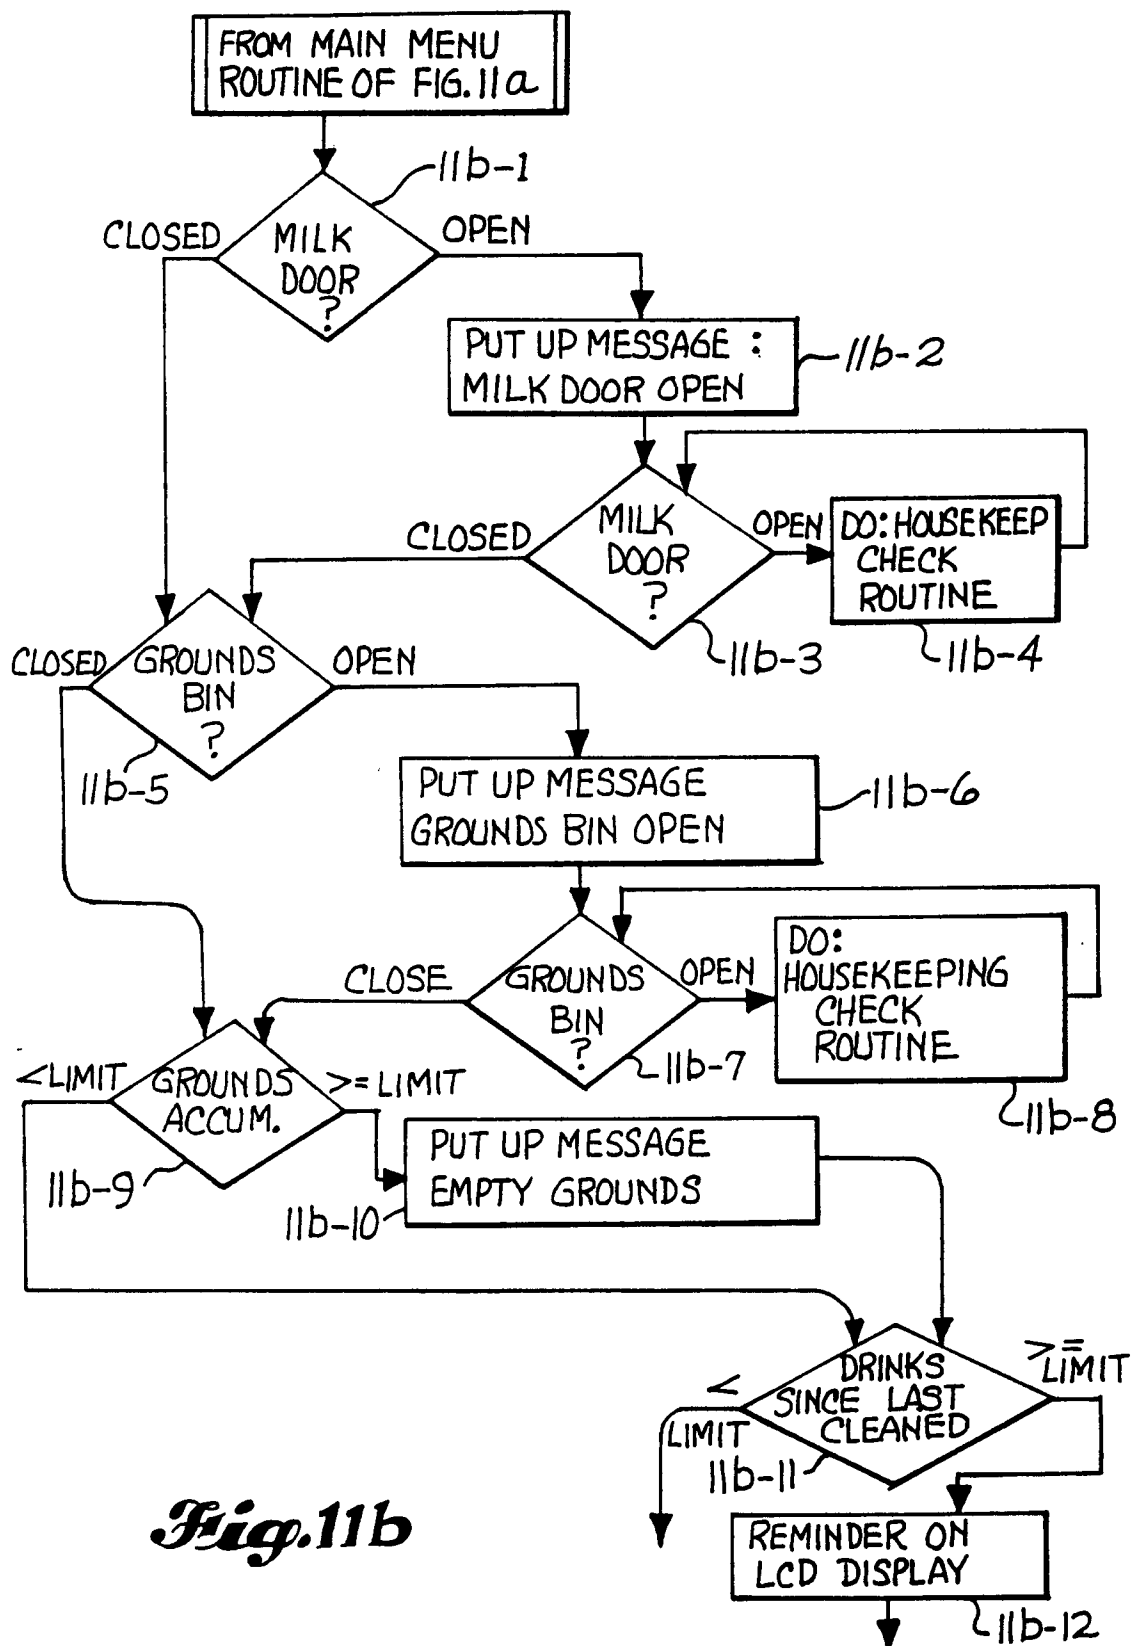 FROM MAIN MENU
ROUTINE OF FIG.11a
11b-1
CLOSED
OPEN
MILK
DOOR
?
PUT UP MESSAGE :
MILK DOOR OPEN
11b-2
CLOSED
MILK
DOOR
?
OPEN
DO: HOUSEKEEP
CHECK
ROUTINE
11b-3
11b-4
CLOSED
GROUNDS
BIN
?
OPEN
11b-5
PUT UP MESSAGE
GROUNDS BIN OPEN
11b-6
CLOSE
GROUNDS
BIN
?
OPEN
DO:
HOUSEKEEPING
CHECK
ROUTINE
11b-7
11b-8
<LIMIT
GROUNDS
ACCUM.
>= LIMIT
11b-9
PUT UP MESSAGE
EMPTY GROUNDS
11b-10
DRINKS
SINCE LAST
CLEANED
>=
LIMIT
<
LIMIT
11b-11
REMINDER ON
LCD DISPLAY
11b-12
Fig.11b